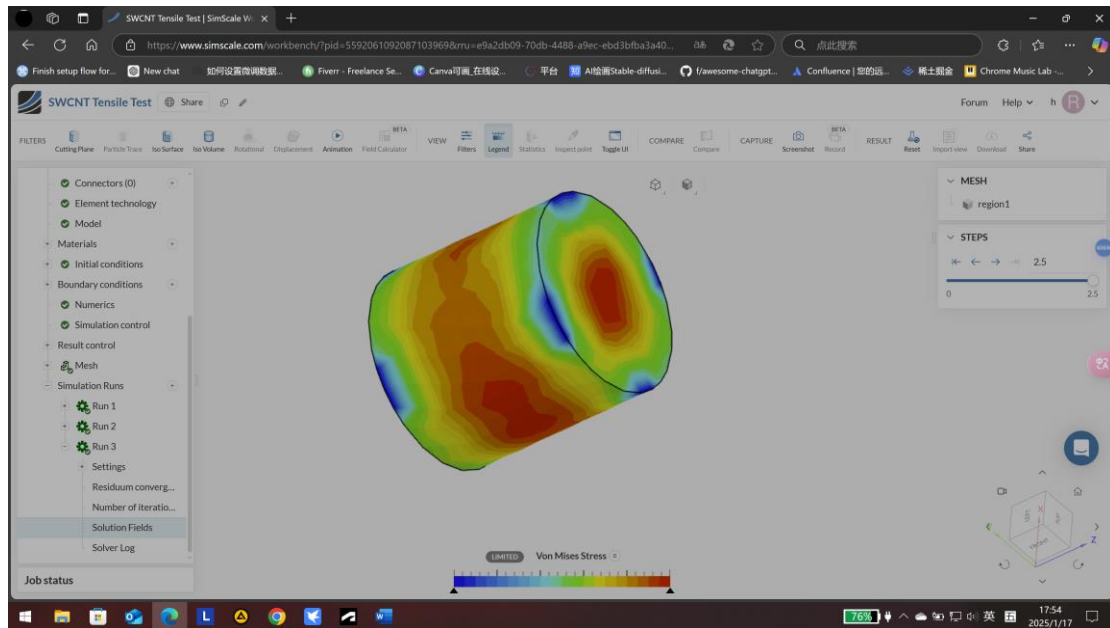 SWCNT Tensile Test | SimScale W
https://www.simscale.com/workbench/?pid=5592061092087103969&rru=e9a2db09-70db-4488-a9ec-ebd3bfba3a40...
点此搜索
Finish setup flow for... New chat 如何设置微调数据... Fiverr - Freelance Se... Canva可画_在线设... 平台 AI绘画Stable-diffusi... f/awesome-chatgpt... Confluence | 您的远... 稀土掘金 Chrome Music Lab -...
SWCNT Tensile Test Share Forum Help h R
BETA BETA
FILTERS Cutting Plane Particle Trace Iso Surface Iso Volume Rotational Displacement Animation Field Calculator VIEW Filters Legend Statistics Inspect point Toggle UI COMPARE Compare CAPTURE Screenshot Record RESULT Reset Import view Download Share
Connectors (0)
Element technology
Model
Materials
Initial conditions
Boundary conditions
Numerics
Simulation control
Result control
Mesh
Simulation Runs
Run 1
Run 2
Run 3
Settings
Residuum converg...
Number of iteratio...
Solution Fields
Solver Log
Job status
MESH
region1
STEPS
2.5
0 2.5
LIMITED Von Mises Stress
X
Z
76% 英 17:54
2025/1/17